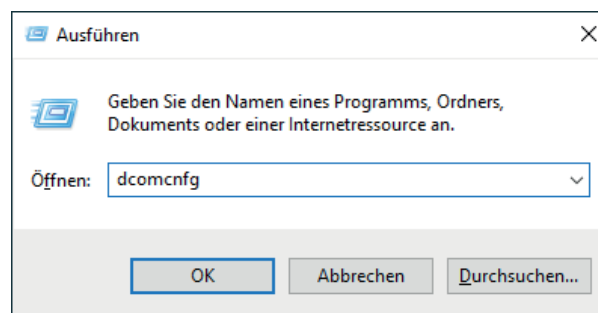 Ausführen
Geben Sie den Namen eines Programms, Ordners,
Dokuments oder einer Internetressource an.
Öffnen: dcomcnfg
OK Abbrechen Durchsuchen...